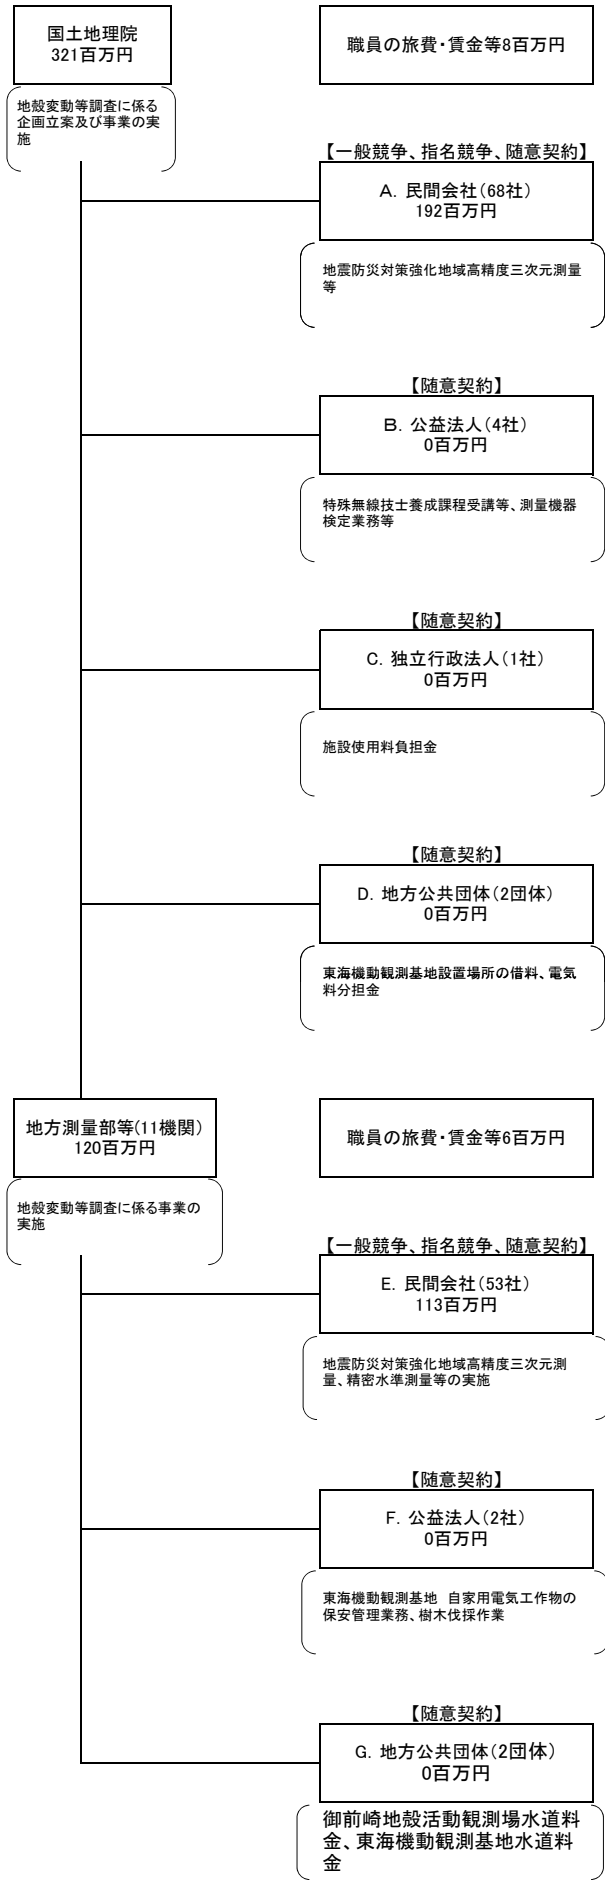 国土地理院
321百万円
職員の旅費・賃金等8百万円
地殻変動等調査に係る
企画立案及び事業の実
施
【一般競争、指名競争、随意契約】
A．民間会社（68社）
192百万円
地震防災対策強化地域高精度三次元測量
等
【随意契約】
B．公益法人（4社）
0百万円
特殊無線技士養成課程受講等、測量機器
検定業務等
【随意契約】
C．独立行政法人（1社）
0百万円
施設使用料負担金
【随意契約】
D．地方公共団体（2団体）
0百万円
東海機動観測基地設置場所の借料、電気
料分担金
地方測量部等(11機関)
120百万円
職員の旅費・賃金等6百万円
地殻変動等調査に係る事業の
実施
【一般競争、指名競争、随意契約】
E．民間会社（53社）
113百万円
地震防災対策強化地域高精度三次元測
量、精密水準測量等の実施
【随意契約】
F．公益法人（2社）
0百万円
東海機動観測基地　自家用電気工作物の
保安管理業務、樹木伐採作業
【随意契約】
G．地方公共団体（2団体）
0百万円
御前崎地殻活動観測場水道料
金、東海機動観測基地水道料
金